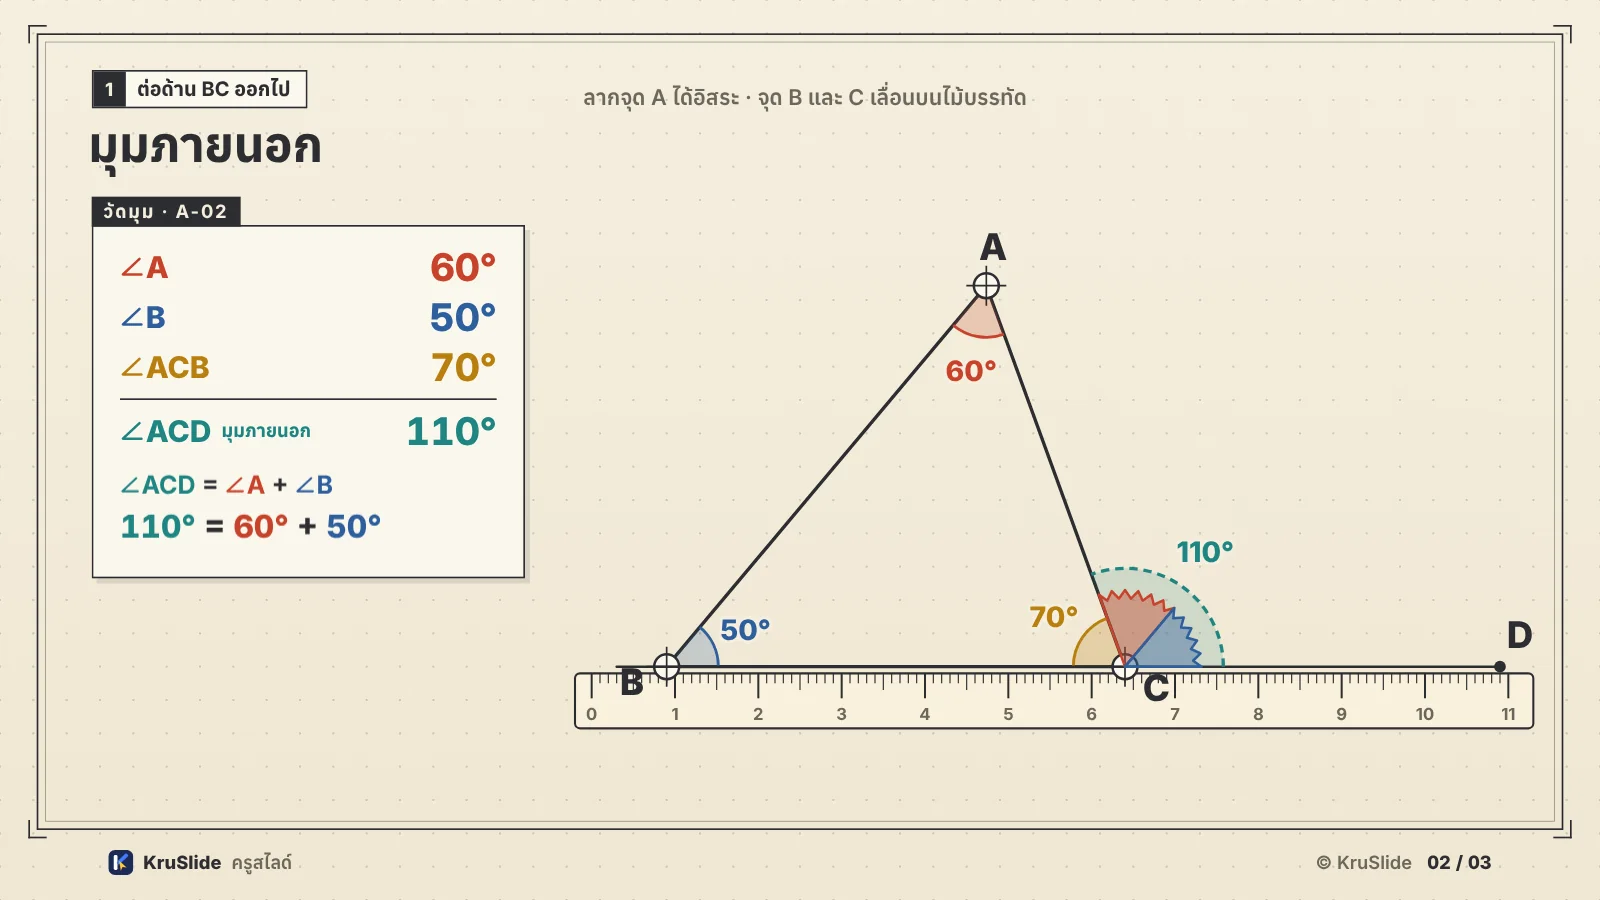 1 ต่อด้าน BC ออกไป
ลากจุด A ได้อิสระ · จุด B และ C เลื่อนบนไม้บรรทัด
มุมภายนอก
วัดมุม · A-02
∠A 60°
∠B 50°
∠ACB 70°
∠ACD มุมภายนอก 110°
∠ACD = ∠A + ∠B
110° = 60° + 50°
A
60°
110°
70°
50°
D
B
C
0 1 2 3 4 5 6 7 8 9 10 11
KruSlide ครูสไลด์
© KruSlide 02 / 03